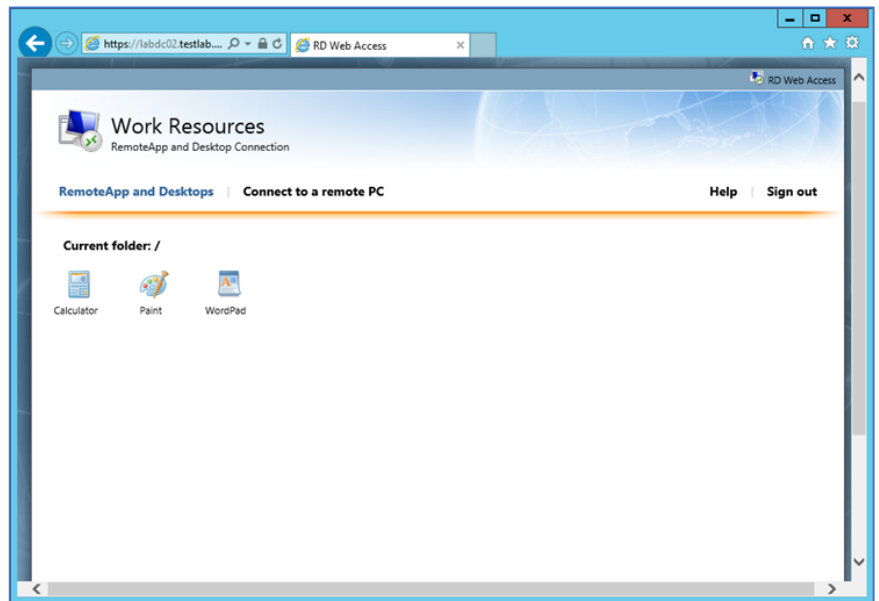 https://labdc02.testlab....
RD Web Access
RD Web Access
Work Resources
RemoteApp and Desktop Connection
RemoteApp and Desktops | Connect to a remote PC
Help | Sign out
Current folder: /
Calculator Paint WordPad